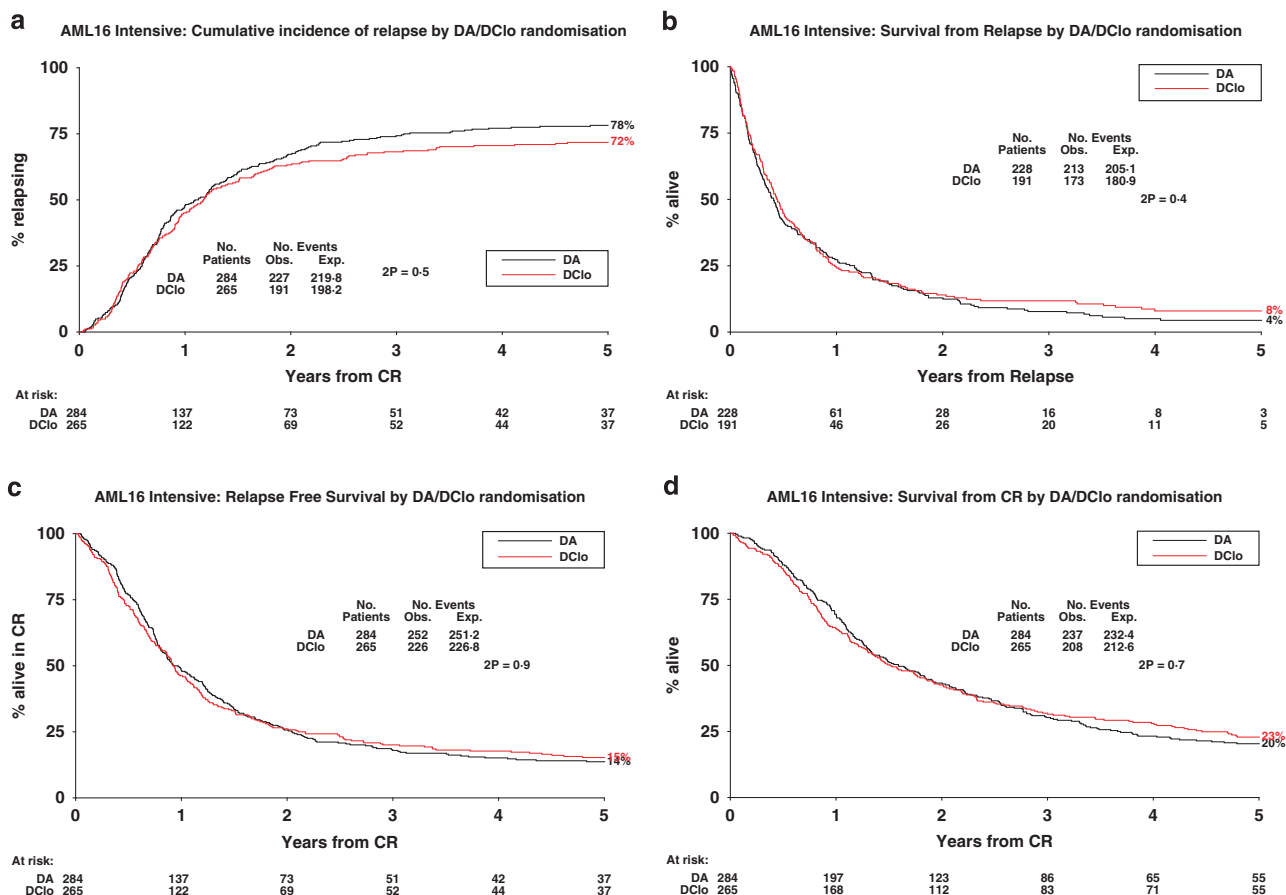 a
AML16 Intensive: Cumulative incidence of relapse by DA/DClo randomisation
100
75
50
25
0
% relapsing
78%
72%
No. No. Events
Patients Obs. Exp.
DA 284 227 219·8
DClo 265 191 198·2
2P = 0·5
DA
DClo
0 1 2 3 4 5
Years from CR
At risk:
DA 284 137 73 51 42 37
DClo 265 122 69 52 44 37
b
AML16 Intensive: Survival from Relapse by DA/DClo randomisation
100
75
50
25
0
% alive
DA
DClo
No. No. Events
Patients Obs. Exp.
DA 228 213 205·1
DClo 191 173 180·9
2P = 0·4
8%
4%
0 1 2 3 4 5
Years from Relapse
At risk:
DA 228 61 28 16 8 3
DClo 191 46 26 20 11 5
c
AML16 Intensive: Relapse Free Survival by DA/DClo randomisation
100
75
50
25
0
% alive in CR
DA
DClo
No. No. Events
Patients Obs. Exp.
DA 284 252 251·2
DClo 265 226 226·8
2P = 0·9
15%
14%
0 1 2 3 4 5
Years from CR
At risk:
DA 284 137 73 51 42 37
DClo 265 122 69 52 44 37
d
AML16 Intensive: Survival from CR by DA/DClo randomisation
100
75
50
25
0
% alive
DA
DClo
No. No. Events
Patients Obs. Exp.
DA 284 237 232·4
DClo 265 208 212·6
2P = 0·7
23%
20%
0 1 2 3 4 5
Years from CR
At risk:
DA 284 197 123 86 65 55
DClo 265 168 112 83 71 55